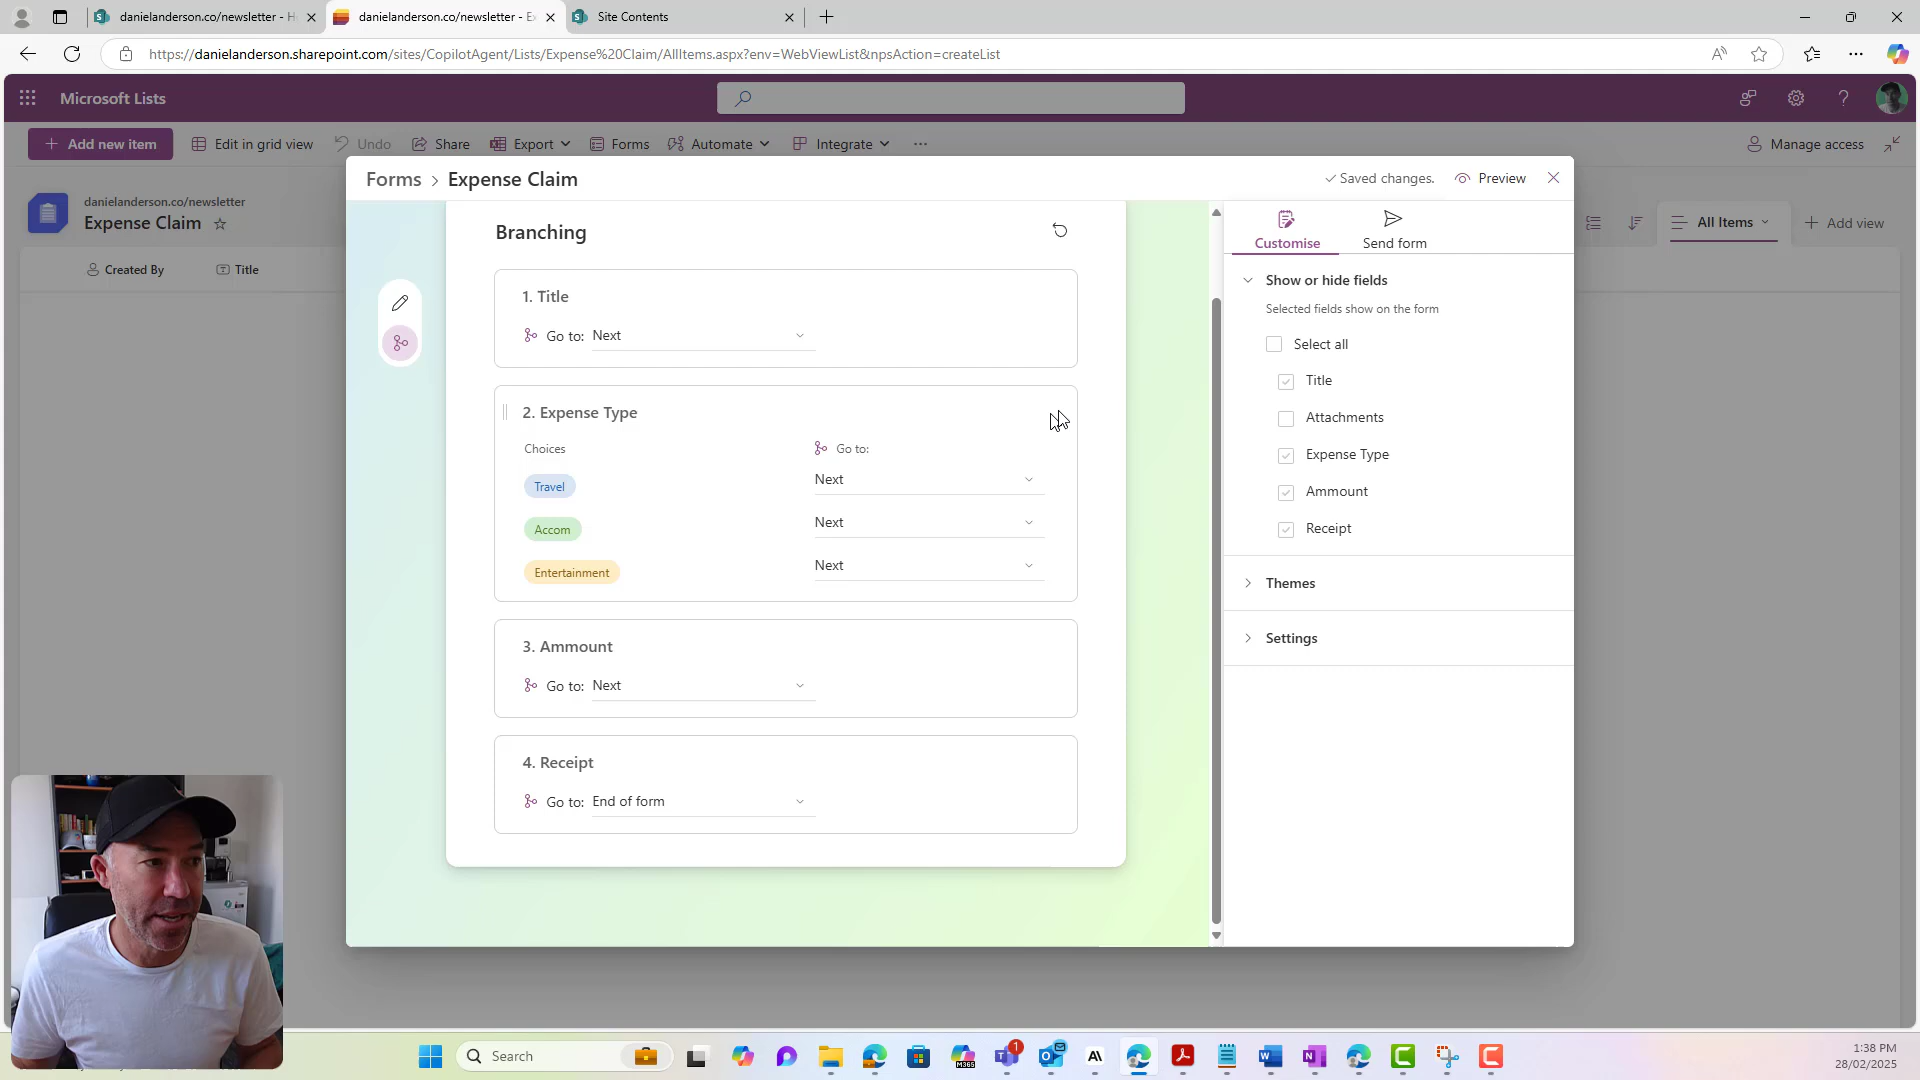 danielanderson.co/newsletter - H
danielanderson.co/newsletter - E
Site Contents
https://danielanderson.sharepoint.com/sites/CopilotAgent/Lists/Expense%20Claim/AllItems.aspx?env=WebViewList&npsAction=createList
Microsoft Lists
Add new item
Edit in grid view
Undo
Share
Export
Forms
Automate
Integrate
Manage access
danielanderson.co/newsletter
Expense Claim
All Items
Add view
Created By
Title
Forms > Expense Claim
Saved changes.
Preview
Branching
1. Title
Go to: Next
2. Expense Type
Choices
Go to:
Travel
Next
Accom
Next
Entertainment
Next
3. Ammount
Go to: Next
4. Receipt
Go to: End of form
Customise
Send form
Show or hide fields
Selected fields show on the form
Select all
Title
Attachments
Expense Type
Ammount
Receipt
Themes
Settings
Search
M365
1
1:38 PM
28/02/2025